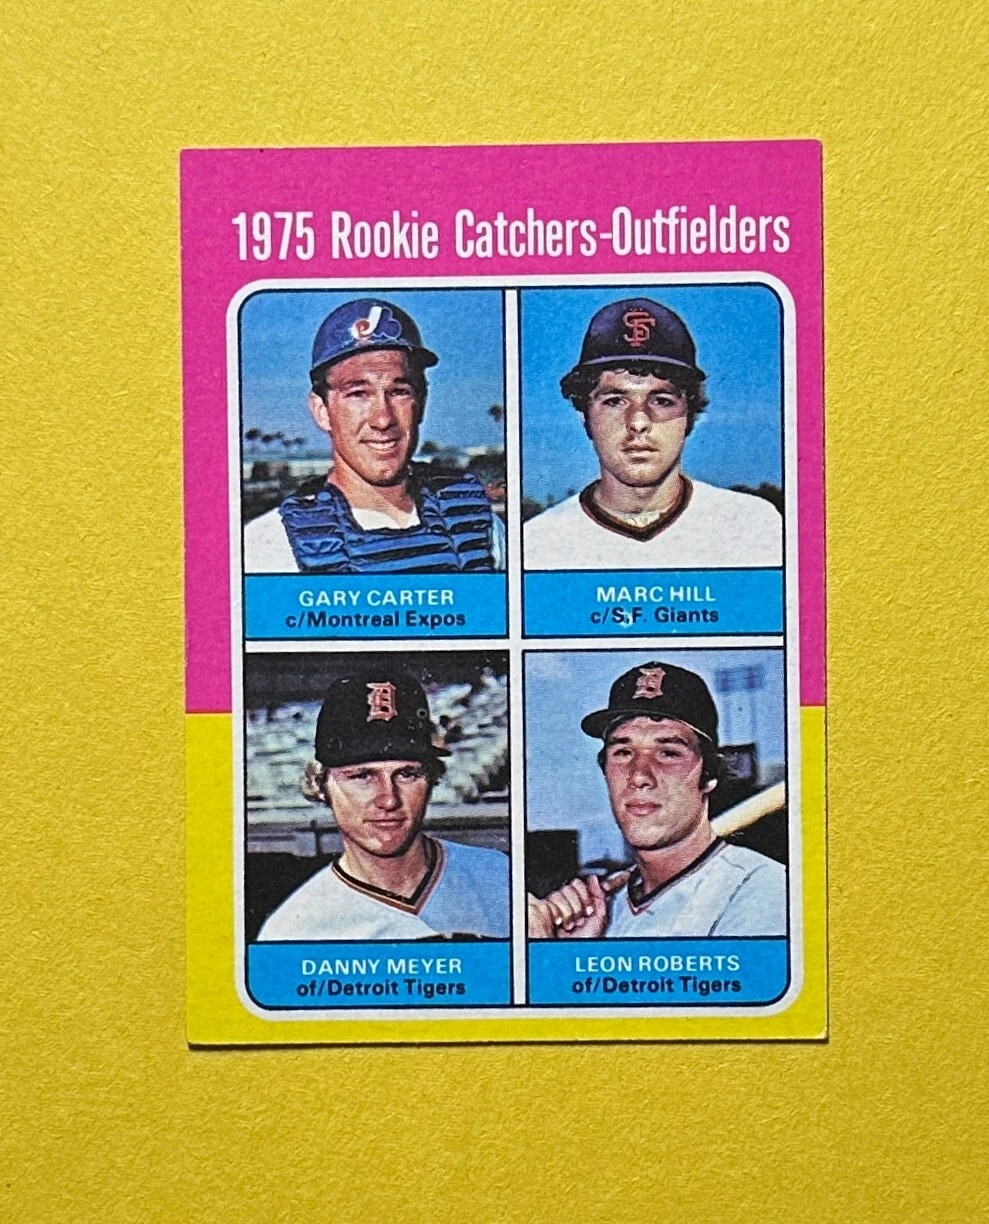 1975 Rookie Catchers-Outfielders
e
SF
GARY CARTER
c/Montreal Expos
MARC HILL
c/S.F. Giants
D
D
DANNY MEYER
of/Detroit Tigers
LEON ROBERTS
of/Detroit Tigers